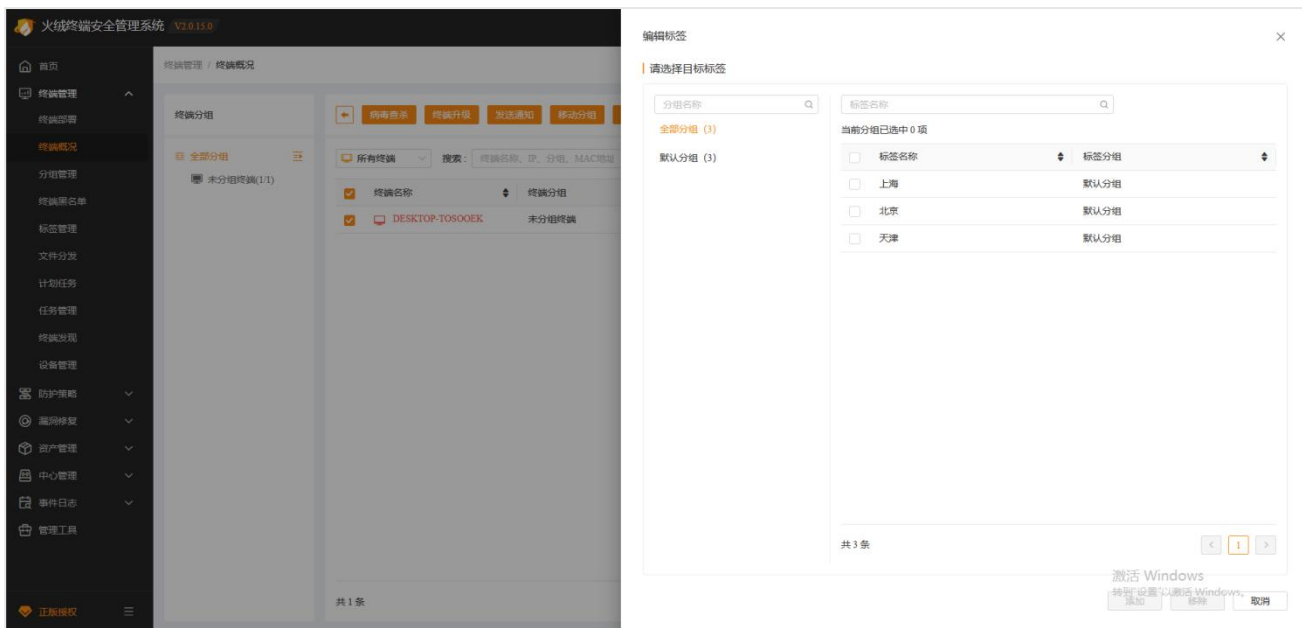 火绒终端安全管理系统 V2.0.15.0
首页
终端管理
终端部署
终端概况
分组管理
终端黑名单
标签管理
文件分发
计划任务
任务管理
终端发现
设备管理
防护策略
漏洞修复
资产管理
中心管理
事件日志
管理工具
正版授权
终端管理 / 终端概况
终端分组
全部分组
未分组终端(1/1)
病毒查杀 终端升级 发送通知 移动分组
所有终端 搜索: 终端名称、IP、分组、MAC地址
终端名称 终端分组
DESKTOP-TOSOOEK 未分组终端
共1条
编辑标签
请选择目标标签
分组名称
全部分组 (3)
默认分组 (3)
标签名称
当前分组已选中 0 项
标签名称 标签分组
上海 默认分组
北京 默认分组
天津 默认分组
共3条 1
激活 Windows
转到"设置"以激活 Windows。
添加 移除 取消